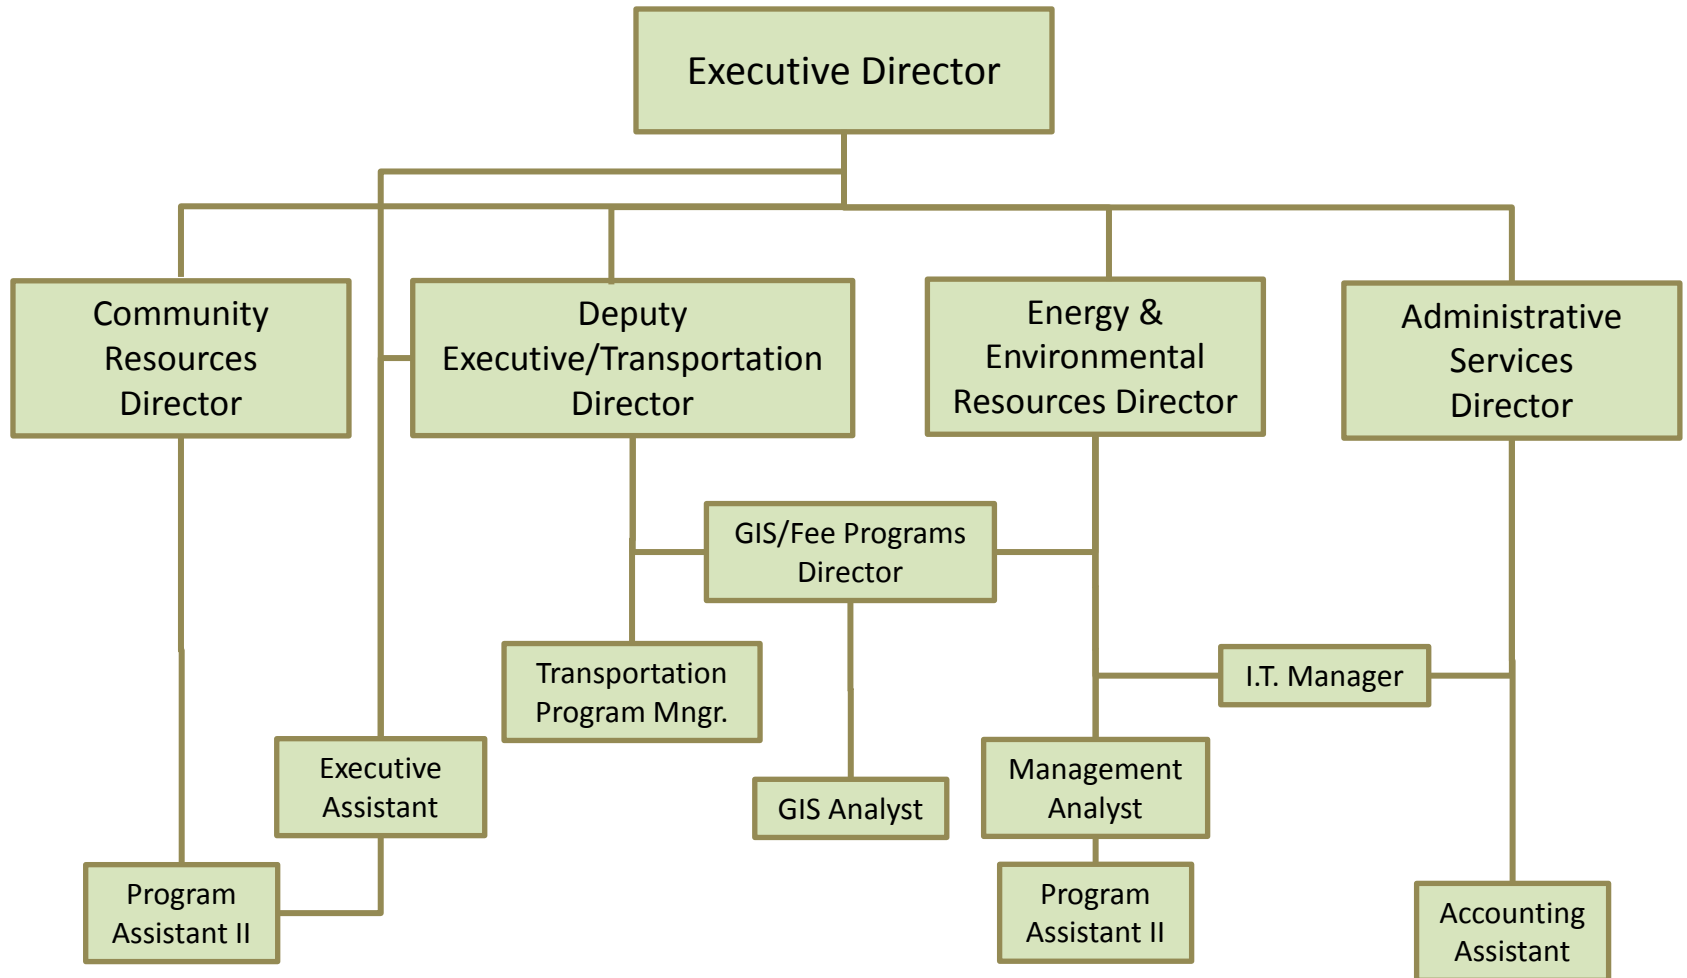 Executive Director
Community
Resources
Director
Deputy
Executive/Transportation
Director
Energy &
Environmental
Resources Director
Administrative
Services
Director
GIS/Fee Programs
Director
Transportation
Program Mngr.
I.T. Manager
Executive
Assistant
GIS Analyst
Management
Analyst
Program
Assistant II
Program
Assistant II
Accounting
Assistant